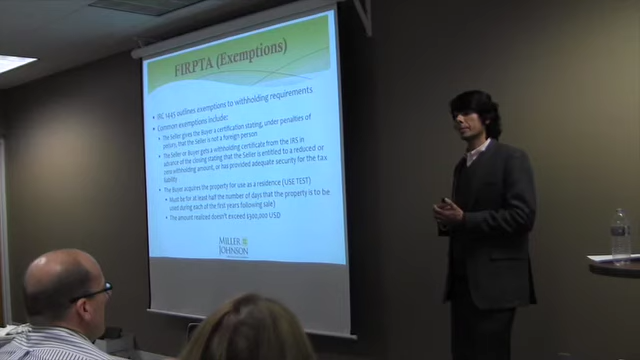 FIRPTA (Exemptions)
• IRC 1445 outlines exemptions to withholding requirements
• Common exemptions include:
• The Seller gives the Buyer a certification stating, under penalties of
perjury, that the Seller is not a foreign person
• The Seller or Buyer gets a withholding certificate from the IRS in
advance of the closing stating that the Seller is entitled to a reduced or
zero withholding amount, or has provided adequate security for the tax
liability
• The Buyer acquires the property for use as a residence (USE TEST)
• Must be for at least half the number of days that the property is to be
used during each of the first years following sale)
• The amount realized doesn't exceed $300,000 USD
MILLER
JOHNSON